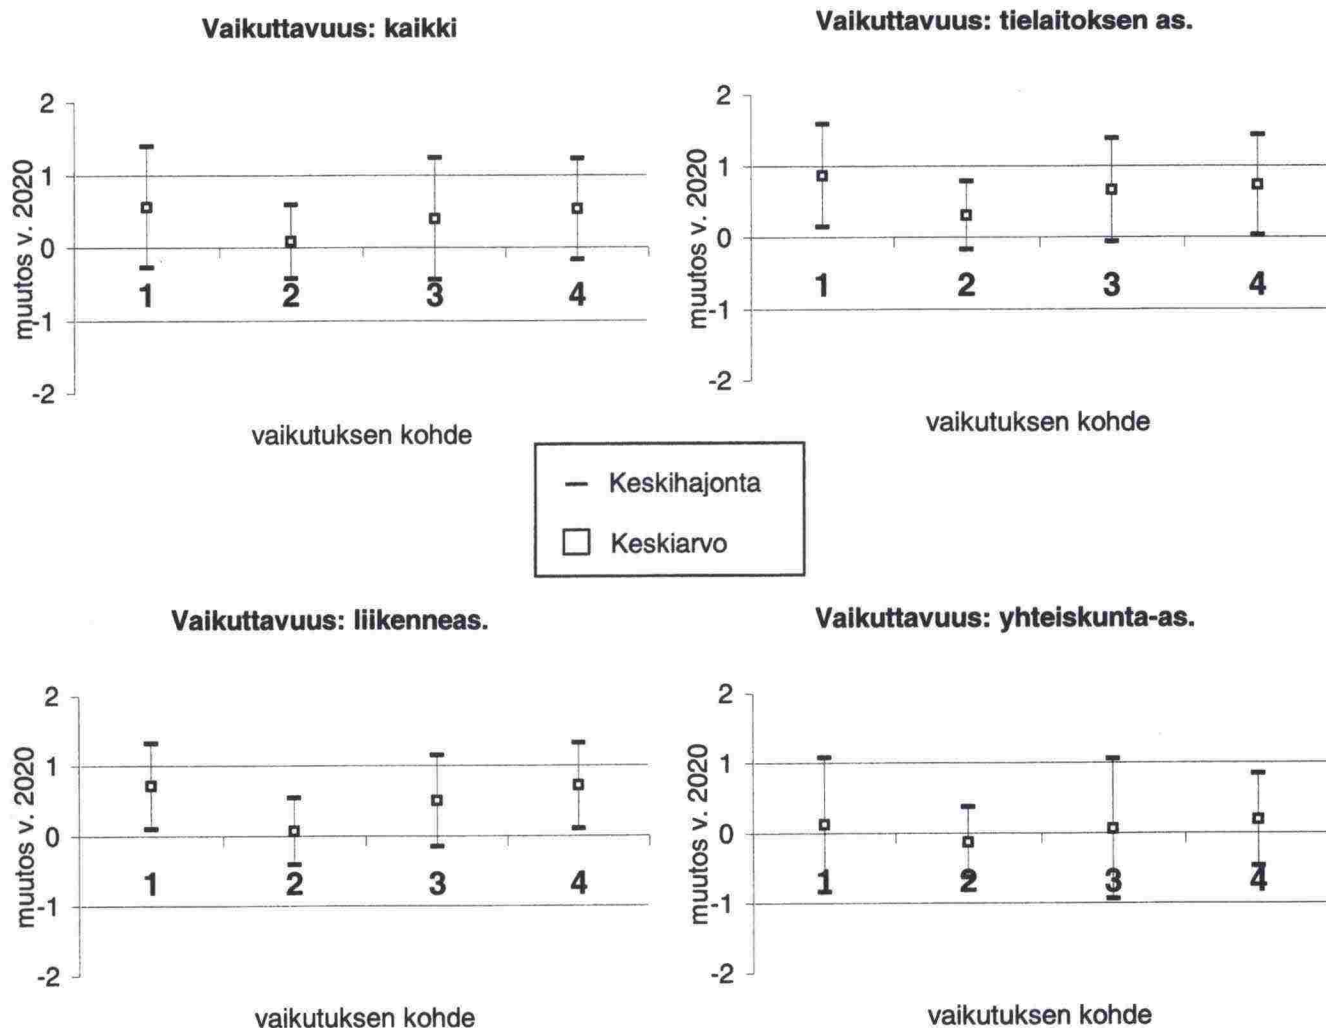 Vaikuttavuus: kaikki
2
1
0
-1
-2
muutos v. 2020
1 2 3 4
vaikutuksen kohde
Vaikuttavuus: tielaitoksen as.
2
1
0
-1
-2
muutos v. 2020
1 2 3 4
vaikutuksen kohde
Keskihajonta
Keskiarvo
Vaikuttavuus: liikenneas.
2
1
0
-1
-2
muutos v. 2020
1 2 3 4
vaikutuksen kohde
Vaikuttavuus: yhteiskunta-as.
2
1
0
-1
-2
muutos v. 2020
1 2 3 4
vaikutuksen kohde